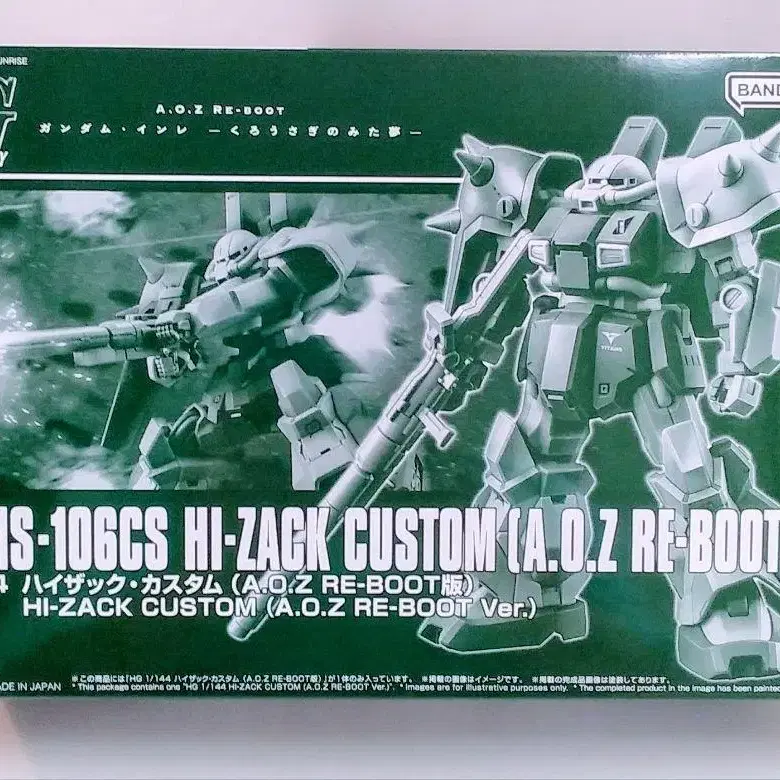 UNRISE
A.O.Z RE-BOOT
ガンダム・インレ ―くろうさぎのみた夢―
BAND
TITANS
MS-106CS HI-ZACK CUSTOM [A.O.Z RE-BOOT
4 ハイザック・カスタム（A.O.Z RE-BOOT版）
HI-ZACK CUSTOM (A.O.Z RE-BOOT Ver.)
ADE IN JAPAN
※この商品には「HG 1/144 ハイザック・カスタム（A.O.Z RE-BOOT版）」が1体のみ入っています。 ※掲載の画像はイメージです。 ※掲載の完成品画像は塗装してあります。
* This package contains one "HG 1/144 HI-ZACK CUSTOM (A.O.Z RE-BOOT Ver.)". * Images are for illustrative purposes only. * The completed product in the image has been painted